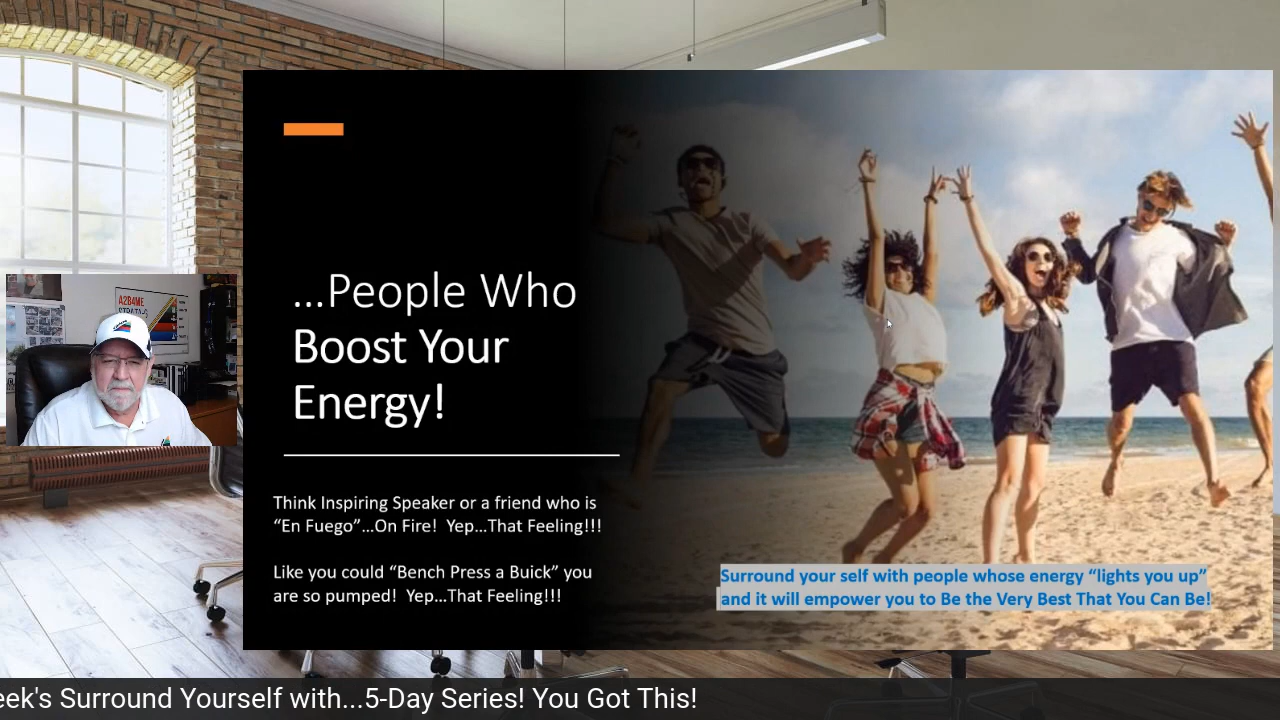 ...People Who
Boost Your
Energy!
Think Inspiring Speaker or a friend who is
“En Fuego”...On Fire!  Yep...That Feeling!!!
Like you could “Bench Press a Buick” you
are so pumped!  Yep...That Feeling!!!
Surround your self with people whose energy “lights you up”
and it will empower you to Be the Very Best That You Can Be!
A2B4ME
eek's Surround Yourself with...5-Day Series! You Got This!